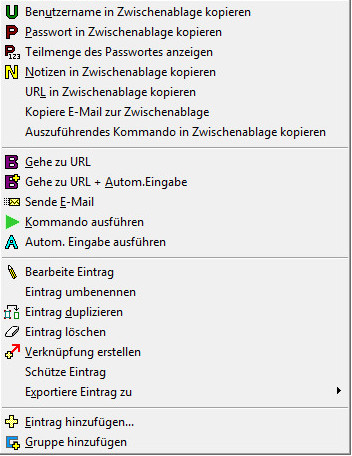 U Benutzername in Zwischenablage kopieren
P Passwort in Zwischenablage kopieren
P123 Teilmenge des Passwortes anzeigen
N Notizen in Zwischenablage kopieren
URL in Zwischenablage kopieren
Kopiere E-Mail zur Zwischenablage
Auszuführendes Kommando in Zwischenablage kopieren
B Gehe zu URL
B Gehe zu URL + Autom.Eingabe
Sende E-Mail
Kommando ausführen
A Autom. Eingabe ausführen
Bearbeite Eintrag
Eintrag umbenennen
Eintrag duplizieren
Eintrag löschen
Verknüpfung erstellen
Schütze Eintrag
Exportiere Eintrag zu
Eintrag hinzufügen...
Gruppe hinzufügen